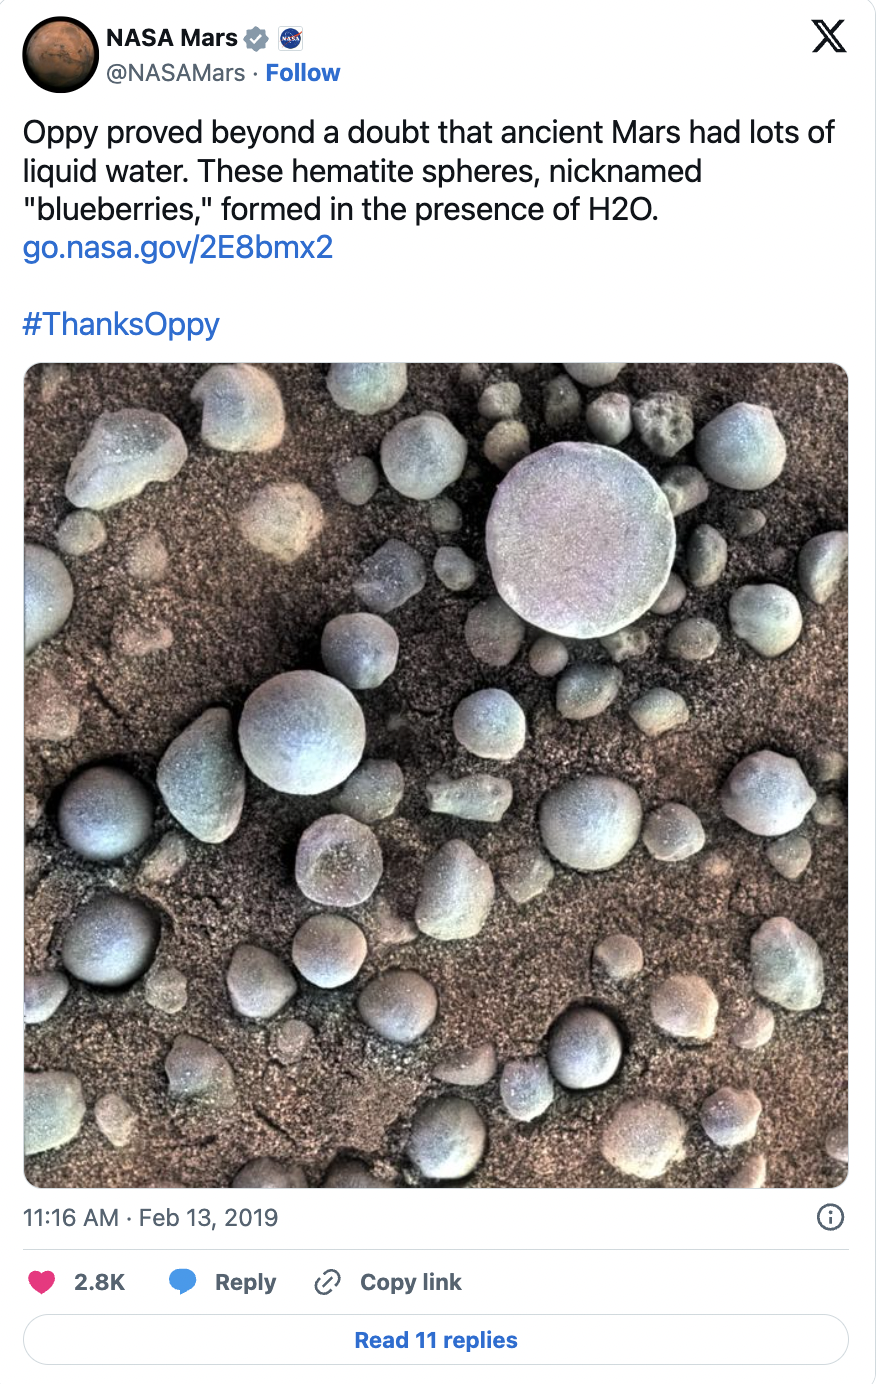 NASA Mars
@NASAMars · Follow
Oppy proved beyond a doubt that ancient Mars had lots of
liquid water. These hematite spheres, nicknamed
"blueberries," formed in the presence of H2O.
go.nasa.gov/2E8bmx2
#ThanksOppy
11:16 AM · Feb 13, 2019
2.8K Reply Copy link
Read 11 replies